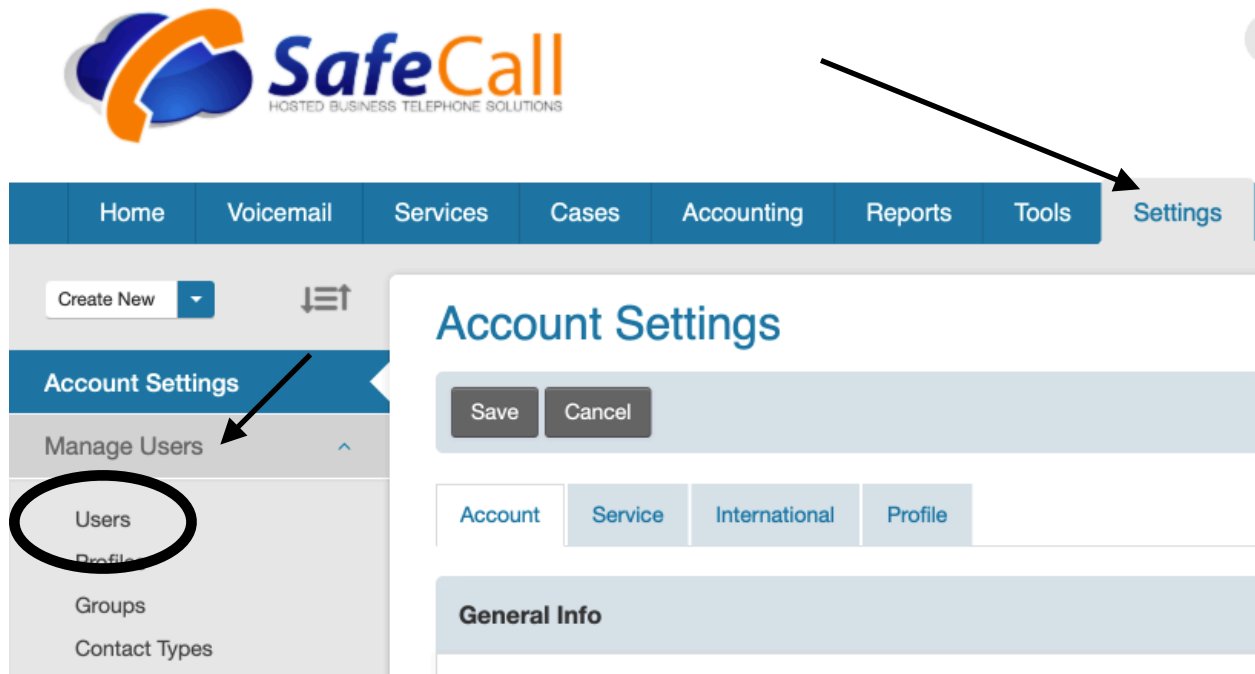 SafeCall
HOSTED BUSINESS TELEPHONE SOLUTIONS
Home Voicemail Services Cases Accounting Reports Tools Settings
Create New
Account Settings
Manage Users
Users
Profiles
Groups
Contact Types
Account Settings
Save Cancel
Account Service International Profile
General Info